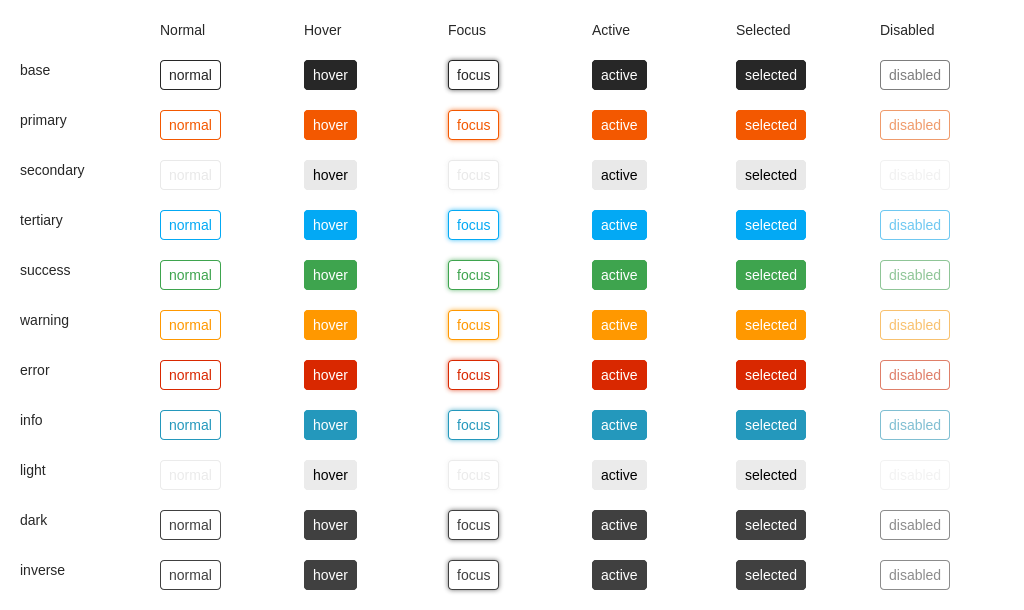 Normal Hover Focus Active Selected Disabled
base normal hover focus active selected disabled
primary normal hover focus active selected disabled
secondary normal hover focus active selected disabled
tertiary normal hover focus active selected disabled
success normal hover focus active selected disabled
warning normal hover focus active selected disabled
error normal hover focus active selected disabled
info normal hover focus active selected disabled
light normal hover focus active selected disabled
dark normal hover focus active selected disabled
inverse normal hover focus active selected disabled